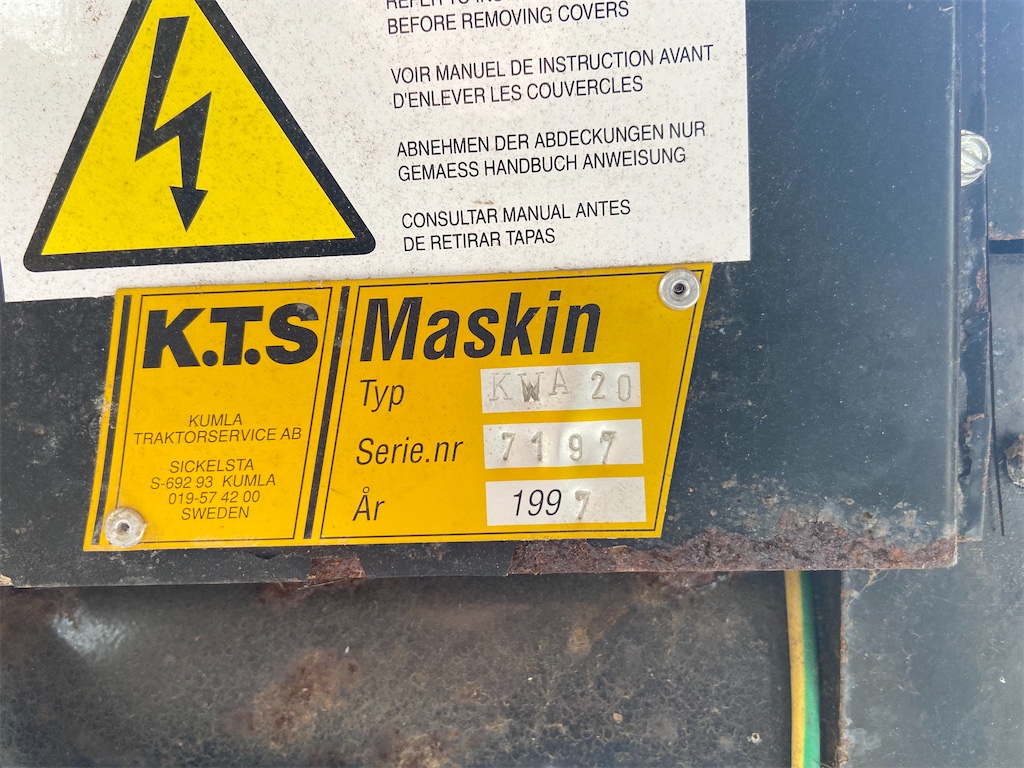 BEFORE REMOVING COVERS
VOIR MANUEL DE INSTRUCTION AVANT
D'ENLEVER LES COUVERCLES
ABNEHMEN DER ABDECKUNGEN NUR
GEMAESS HANDBUCH ANWEISUNG
CONSULTAR MANUAL ANTES
DE RETIRAR TAPAS
K.T.S
KUMLA
TRAKTORSERVICE AB
SICKELSTA
S-692 93 KUMLA
019-57 42 00
SWEDEN
Maskin
Typ KWA 20
Serie.nr 7197
År 1997